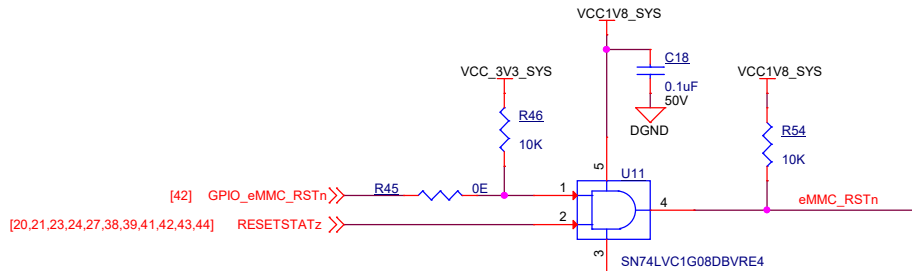 VCC1V8_SYS
C18
0.1uF
50V
DGND
VCC_3V3_SYS
R46
10K
VCC1V8_SYS
R54
10K
5
U11
[42] GPIO_eMMC_RSTn
R45 0E
1
4
eMMC_RSTn
[20,21,23,24,27,38,39,41,42,43,44] RESETSTATz
2
3
SN74LVC1G08DBVRE4